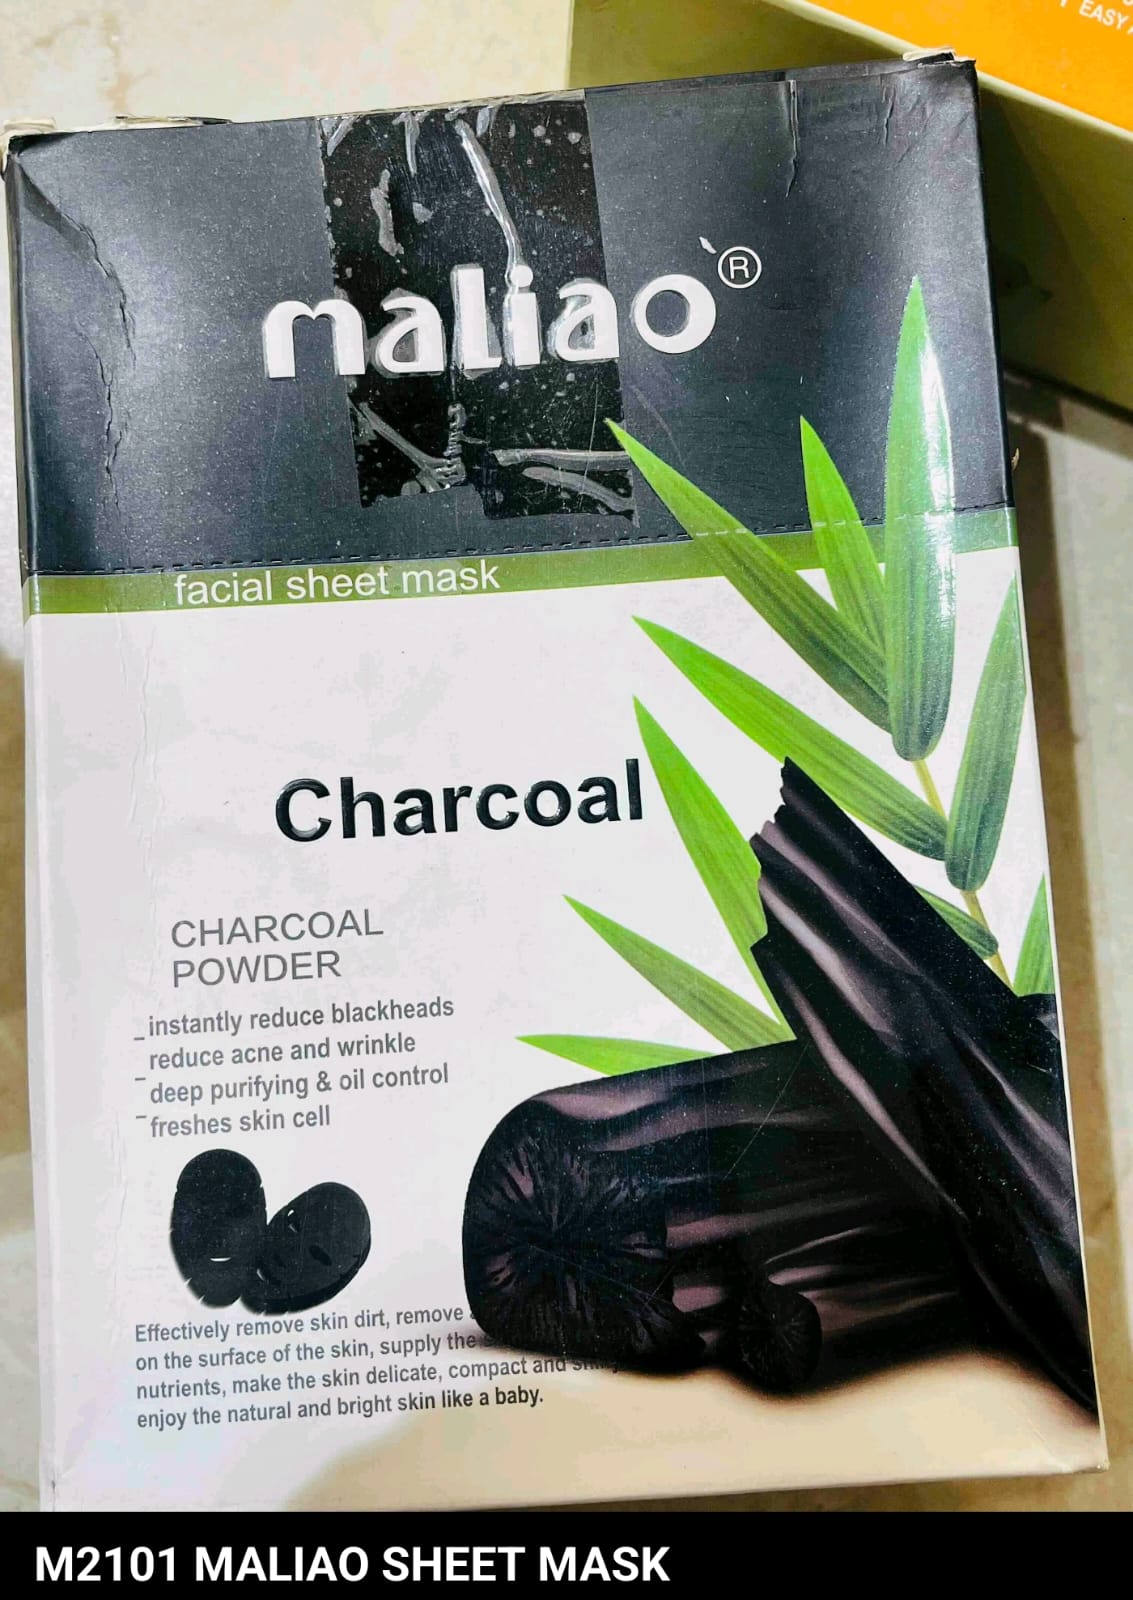 Y EASY
maliao®
facial sheet mask
Charcoal
CHARCOAL
POWDER
_instantly reduce blackheads
reduce acne and wrinkle
-deep purifying & oil control
-freshes skin cell
Effectively remove skin dirt, remove
on the surface of the skin, supply the
nutrients, make the skin delicate, compact and
enjoy the natural and bright skin like a baby.
M2101 MALIAO SHEET MASK